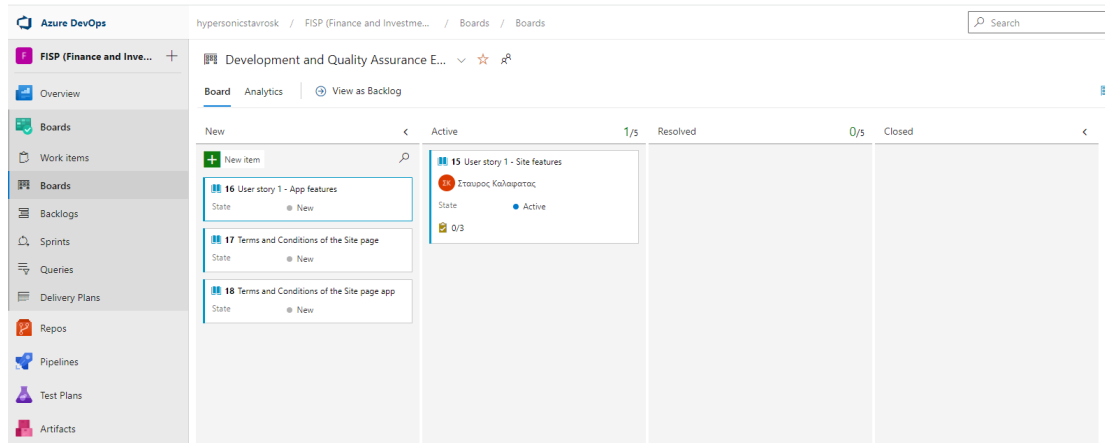 Azure DevOps
hypersonicstavrosk / FISP (Finance and Investme... / Boards / Boards
Search
F FISP (Finance and Inve... +
Overview
Boards
Work items
Boards
Backlogs
Sprints
Queries
Delivery Plans
Repos
Pipelines
Test Plans
Artifacts
Development and Quality Assurance E...
Board Analytics View as Backlog
New
New item
16 User story 1 - App features
State New
17 Terms and Conditions of the Site page
State New
18 Terms and Conditions of the Site page app
State New
Active 1/5
15 User story 1 - Site features
ΣΚ Σταυρος Καλαφατας
State Active
0/3
Resolved 0/5
Closed